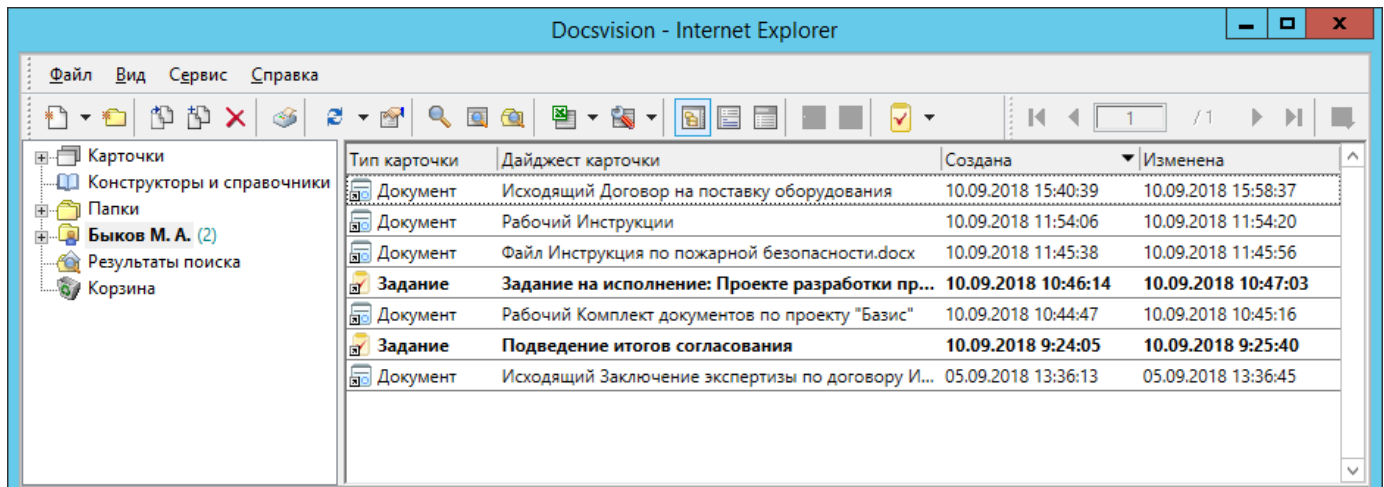 Docsvision - Internet Explorer
Файл Вид Сервис Справка
1 / 1
Карточки
Конструкторы и справочники
Папки
Быков М. А. (2)
Результаты поиска
Корзина
Тип карточки Дайджест карточки Создана Изменена
Документ Исходящий Договор на поставку оборудования 10.09.2018 15:40:39 10.09.2018 15:58:37
Документ Рабочий Инструкции 10.09.2018 11:54:06 10.09.2018 11:54:20
Документ Файл Инструкция по пожарной безопасности.docx 10.09.2018 11:45:38 10.09.2018 11:45:56
Задание Задание на исполнение: Проекте разработки пр... 10.09.2018 10:46:14 10.09.2018 10:47:03
Документ Рабочий Комплект документов по проекту "Базис" 10.09.2018 10:44:47 10.09.2018 10:45:16
Задание Подведение итогов согласования 10.09.2018 9:24:05 10.09.2018 9:25:40
Документ Исходящий Заключение экспертизы по договору И... 05.09.2018 13:36:13 05.09.2018 13:36:45